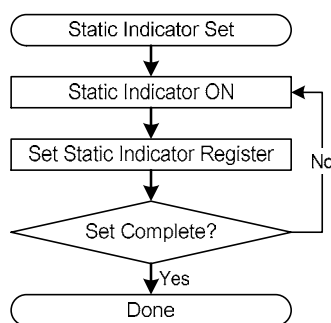 Static Indicator Set
Static Indicator ON
Set Static Indicator Register
No
Set Complete?
Yes
Done